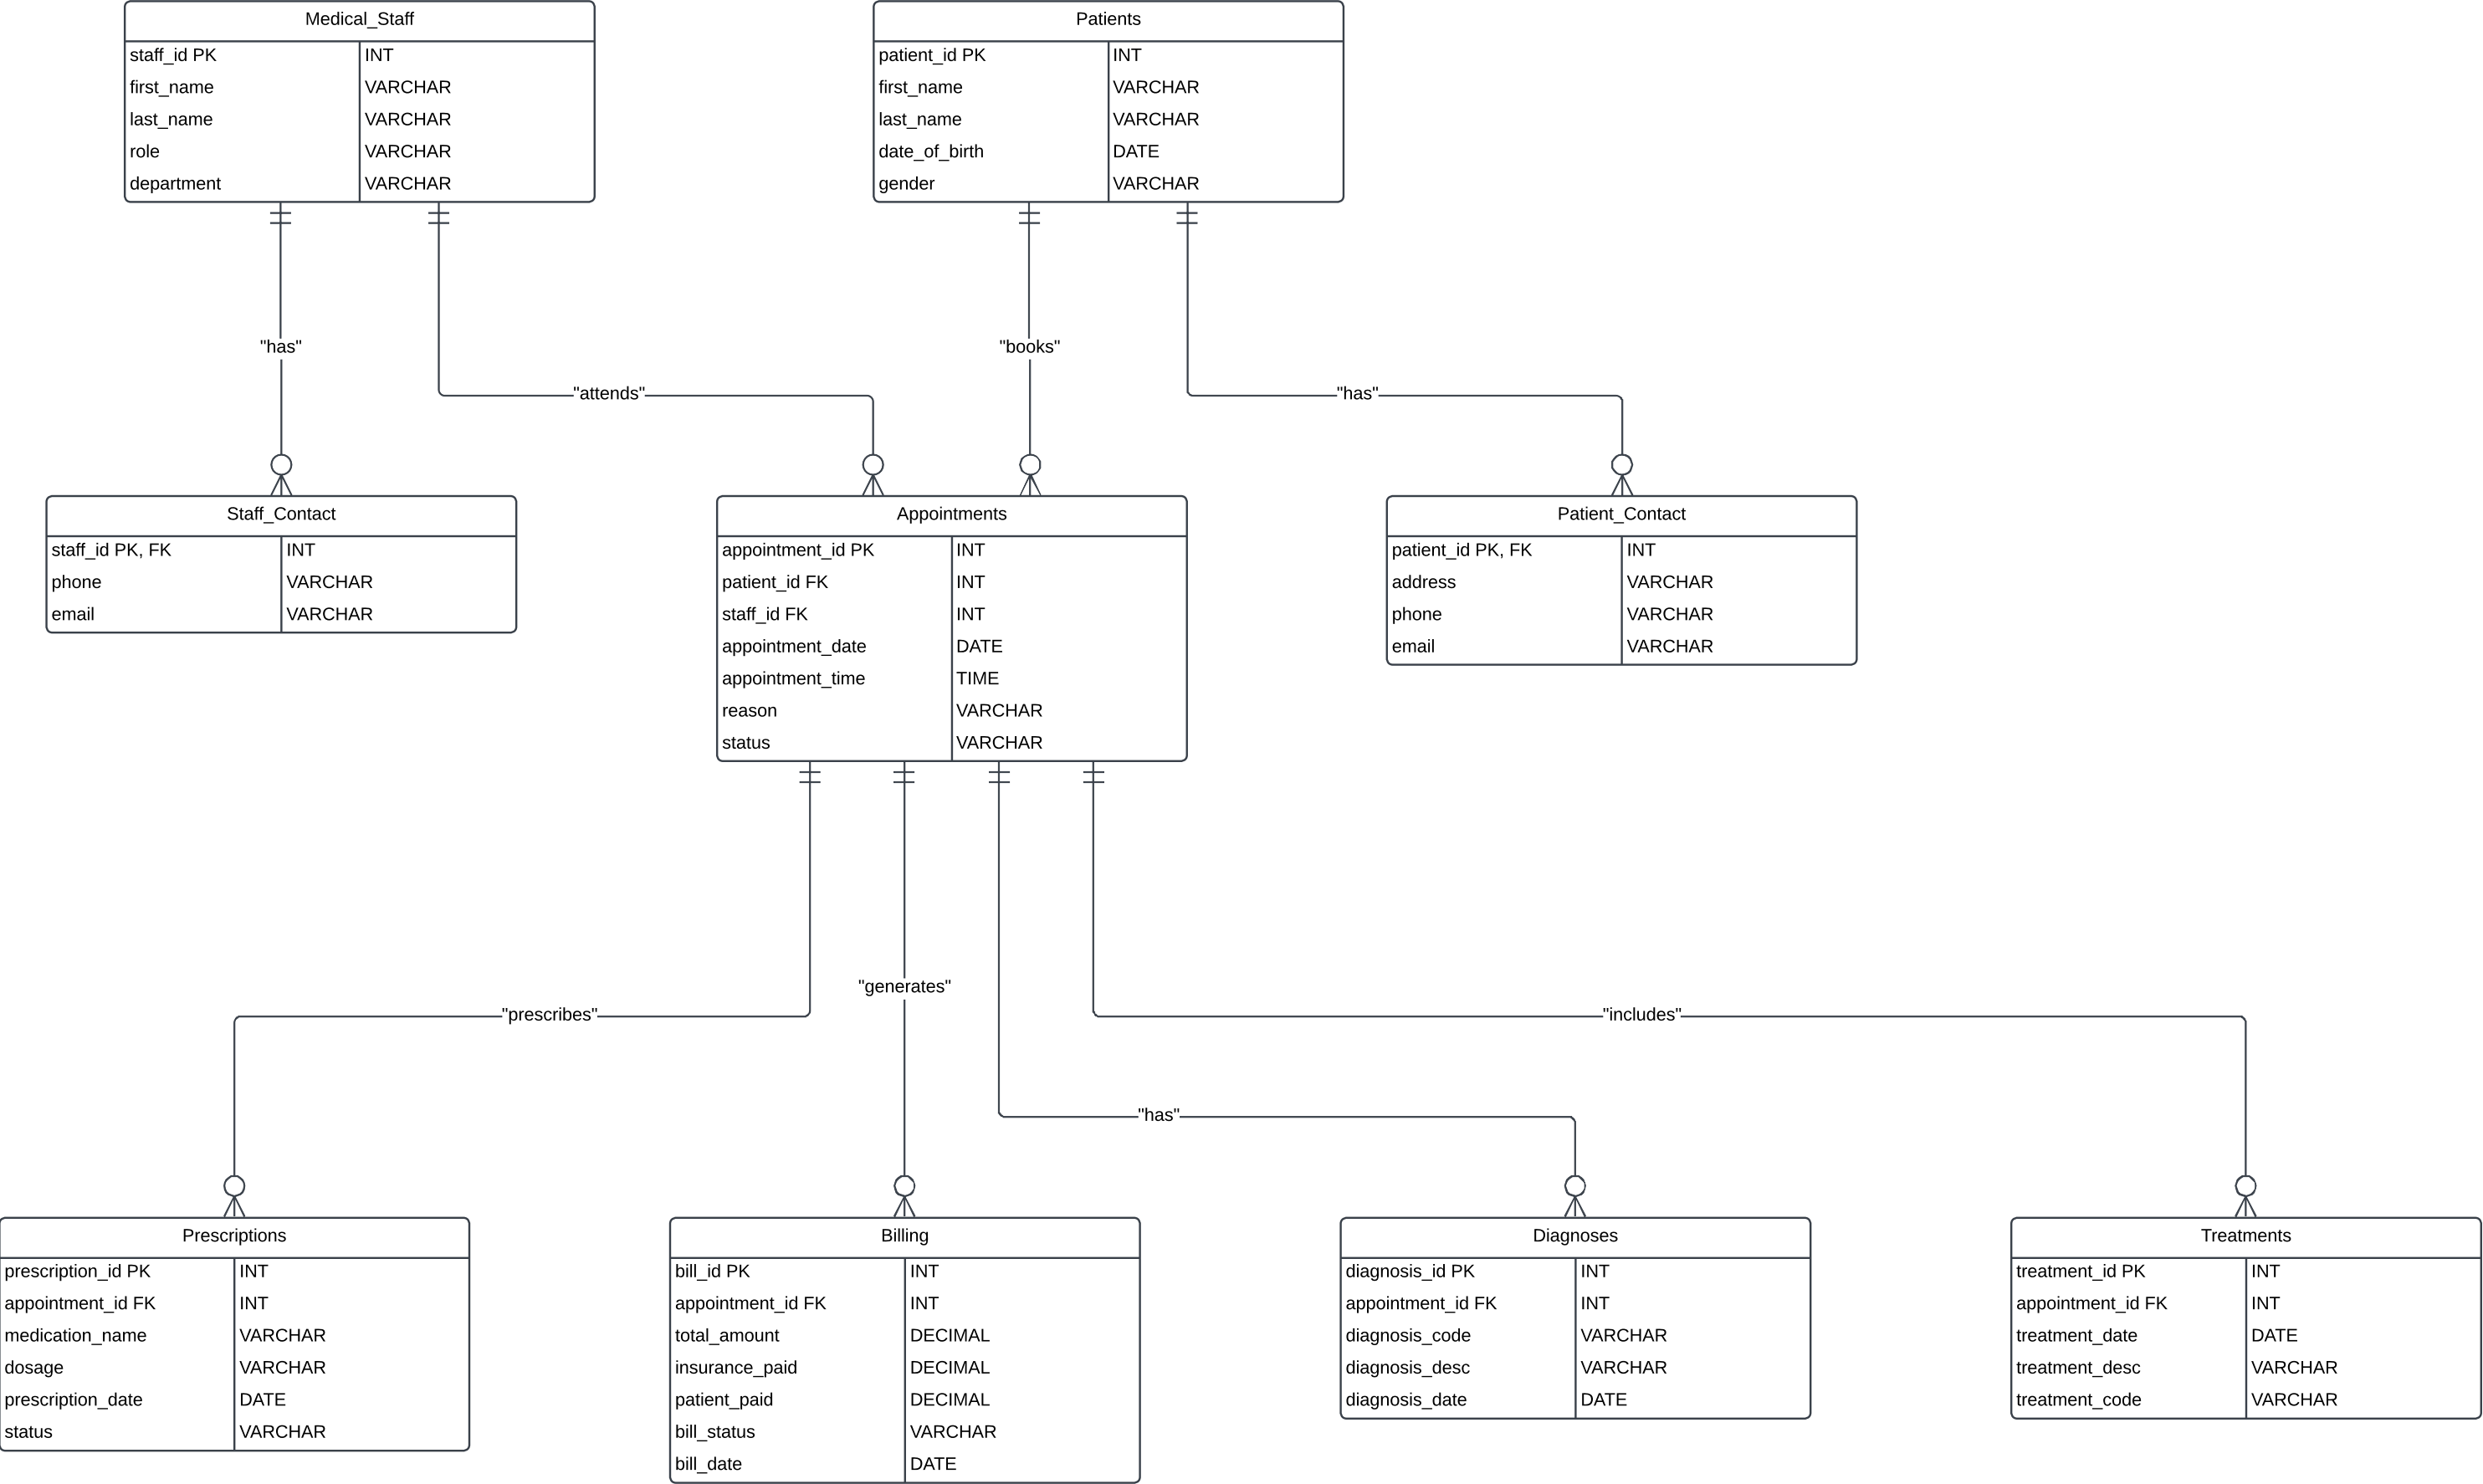 Medical_Staff
staff_id PK INT
first_name VARCHAR
last_name VARCHAR
role VARCHAR
department VARCHAR
Patients
patient_id PK INT
first_name VARCHAR
last_name VARCHAR
date_of_birth DATE
gender VARCHAR
"has"
"attends"
"books"
"has"
Staff_Contact
staff_id PK, FK INT
phone VARCHAR
email VARCHAR
Appointments
appointment_id PK INT
patient_id FK INT
staff_id FK INT
appointment_date DATE
appointment_time TIME
reason VARCHAR
status VARCHAR
Patient_Contact
patient_id PK, FK INT
address VARCHAR
phone VARCHAR
email VARCHAR
"prescribes"
"generates"
"has"
"includes"
Prescriptions
prescription_id PK INT
appointment_id FK INT
medication_name VARCHAR
dosage VARCHAR
prescription_date DATE
status VARCHAR
Billing
bill_id PK INT
appointment_id FK INT
total_amount DECIMAL
insurance_paid DECIMAL
patient_paid DECIMAL
bill_status VARCHAR
bill_date DATE
Diagnoses
diagnosis_id PK INT
appointment_id FK INT
diagnosis_code VARCHAR
diagnosis_desc VARCHAR
diagnosis_date DATE
Treatments
treatment_id PK INT
appointment_id FK INT
treatment_date DATE
treatment_desc VARCHAR
treatment_code VARCHAR